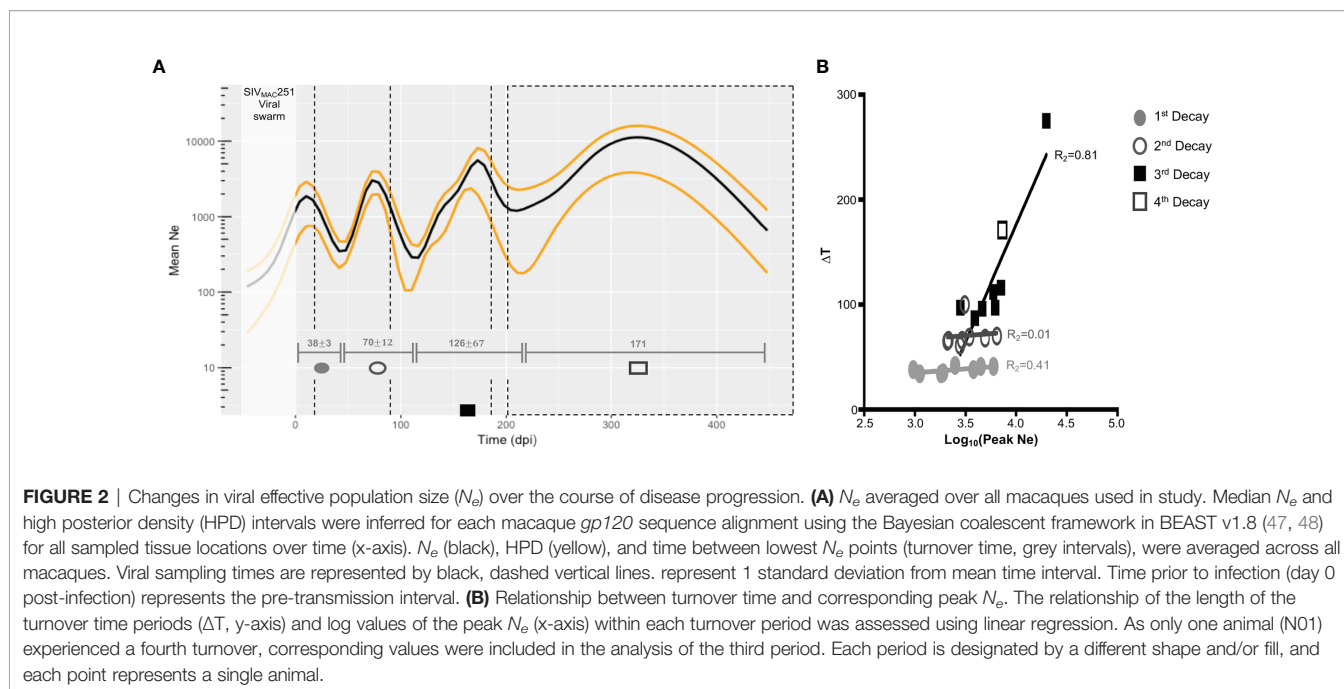 A
SIVMAC251
Viral
swarm
10000
1000
100
10
Mean Ne
38±3
70±12
126±67
171
0
100
200
300
400
Time (dpi)
B
300
200
100
0
ΔT
R2=0.81
R2=0.01
R2=0.41
2.5
3.0
3.5
4.0
4.5
5.0
Log10(Peak Ne)
1st Decay
2nd Decay
3rd Decay
4th Decay
FIGURE 2 | Changes in viral effective population size (Ne) over the course of disease progression. (A) Ne averaged over all macaques used in study. Median Ne and
high posterior density (HPD) intervals were inferred for each macaque gp120 sequence alignment using the Bayesian coalescent framework in BEAST v1.8 (47, 48)
for all sampled tissue locations over time (x-axis). Ne (black), HPD (yellow), and time between lowest Ne points (turnover time, grey intervals), were averaged across all
macaques. Viral sampling times are represented by black, dashed vertical lines. represent 1 standard deviation from mean time interval. Time prior to infection (day 0
post-infection) represents the pre-transmission interval. (B) Relationship between turnover time and corresponding peak Ne. The relationship of the length of the
turnover time periods (ΔT, y-axis) and log values of the peak Ne (x-axis) within each turnover period was assessed using linear regression. As only one animal (N01)
experienced a fourth turnover, corresponding values were included in the analysis of the third period. Each period is designated by a different shape and/or fill, and
each point represents a single animal.